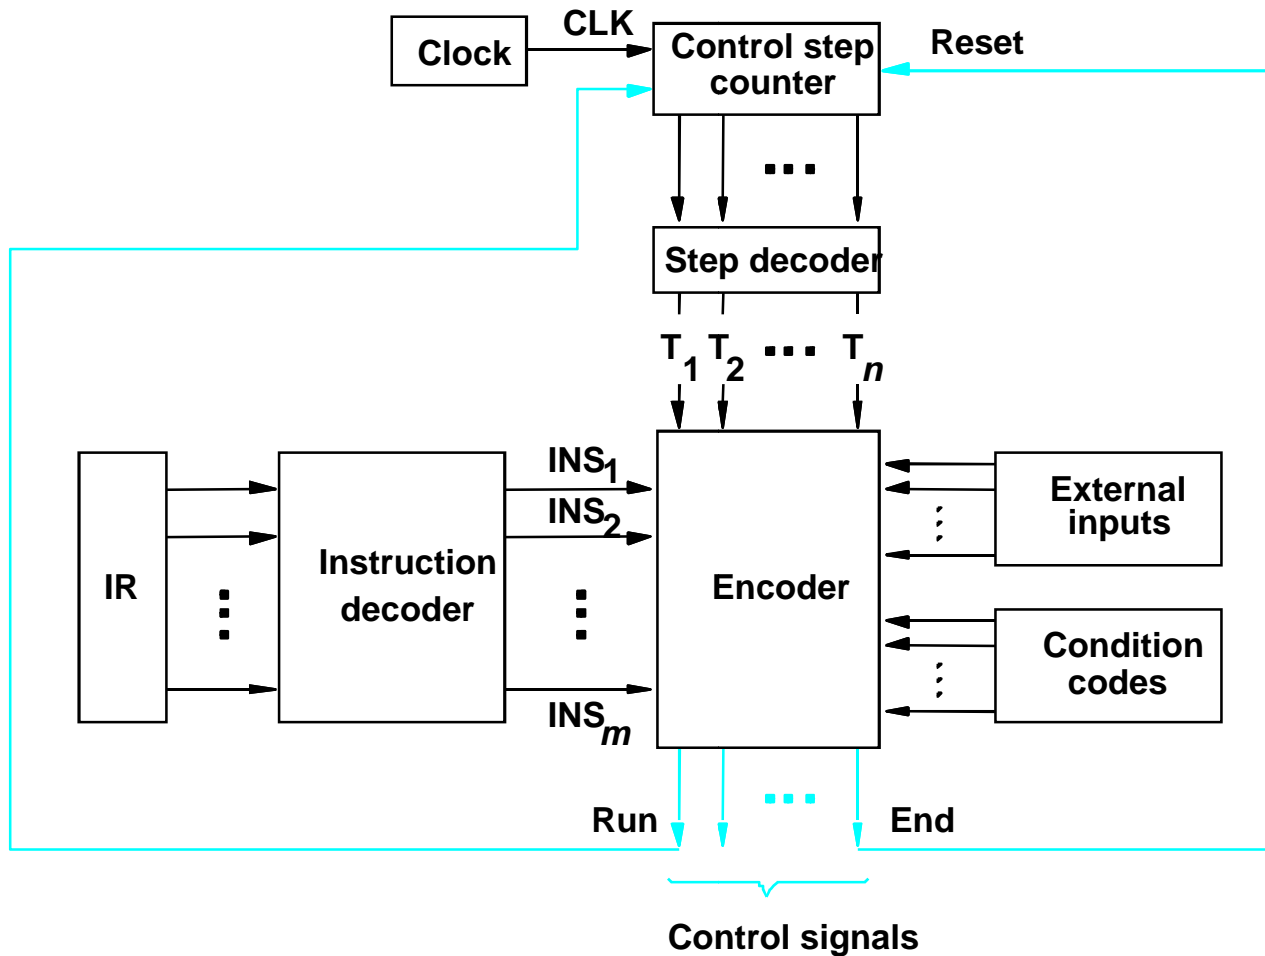 CLK
Clock
Control step
counter
Reset
Step decoder
T1 T2 Tn
INS1
INS2
INSm
IR
Instruction
decoder
Encoder
External
inputs
Condition
codes
Run
End
Control signals